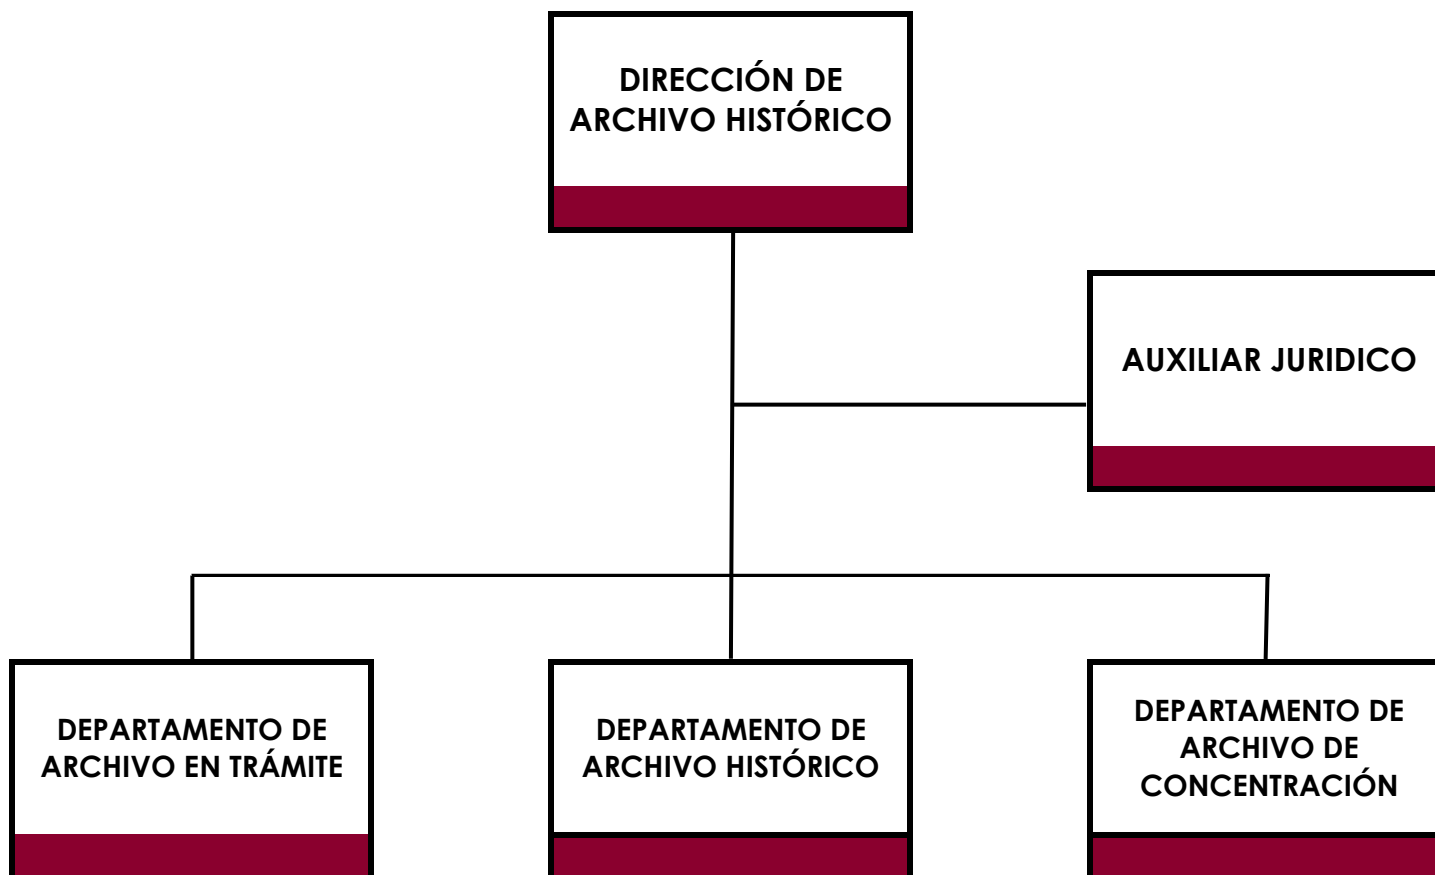 DIRECCIÓN DE
ARCHIVO HISTÓRICO
AUXILIAR JURIDICO
DEPARTAMENTO DE
ARCHIVO EN TRÁMITE
DEPARTAMENTO DE
ARCHIVO HISTÓRICO
DEPARTAMENTO DE
ARCHIVO DE
CONCENTRACIÓN